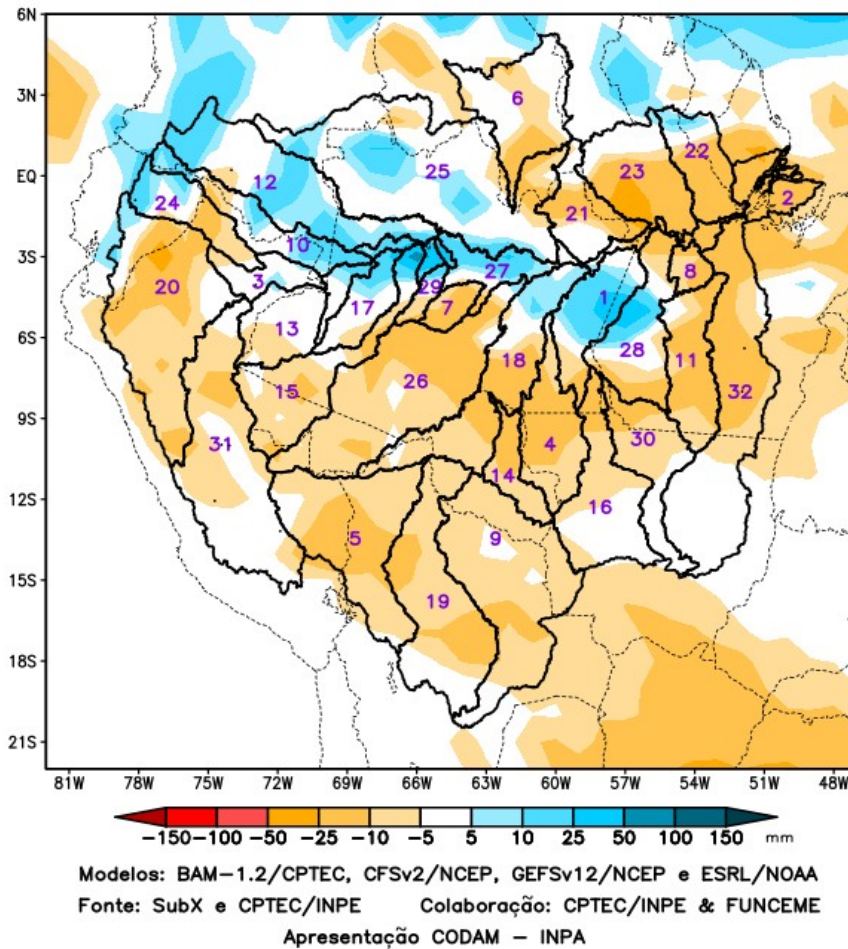 6N
3N
EQ
3S
6S
9S
12S
15S
18S
21S
6
22
25
23
12
2
24
21
10
8
27
20
3
29
1
17
7
13
28
18
11
26
15
32
31
4
30
14
16
5
9
19
81W 78W 75W 72W 69W 66W 63W 60W 57W 54W 51W 48W
-150 -100 -50 -25 -10 -5 5 10 25 50 100 150 mm
Modelos: BAM-1.2/CPTEC, CFSv2/NCEP, GEFSv12/NCEP e ESRL/NOAA
Fonte: SubX e CPTEC/INPE Colaboração: CPTEC/INPE & FUNCEME
Apresentação CODAM - INPA